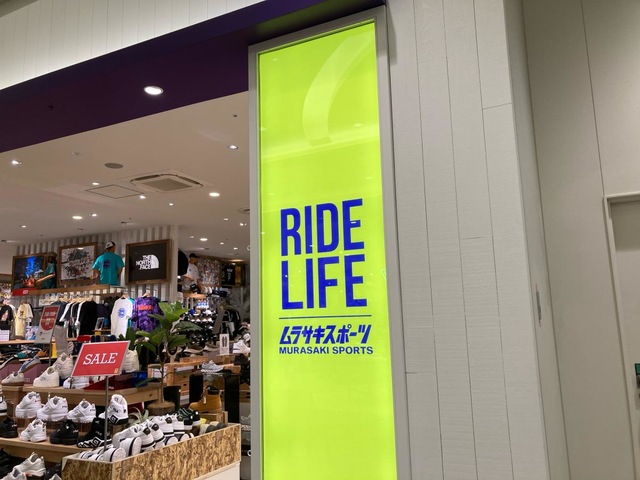 RIDE
LIFE
ムラサキスポーツ
MURASAKI SPORTS
THE
NORTH
FACE
SALE